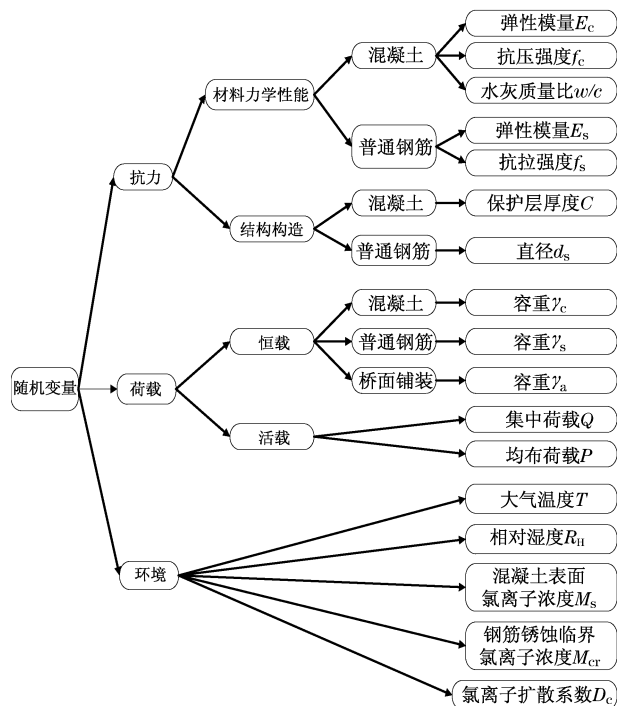 弹性模量Ec
抗压强度fc
混凝土
水灰质量比w/c
材料力学性能
弹性模量Es
普通钢筋
抗拉强度fs
抗力
混凝土
保护层厚度C
结构构造
普通钢筋
直径ds
混凝土
容重γc
恒载
普通钢筋
容重γs
随机变量
荷载
桥面铺装
容重γa
集中荷载Q
活载
均布荷载P
大气温度T
相对湿度RH
环境
混凝土表面
氯离子浓度Ms
钢筋锈蚀临界
氯离子浓度Mcr
氯离子扩散系数Dc